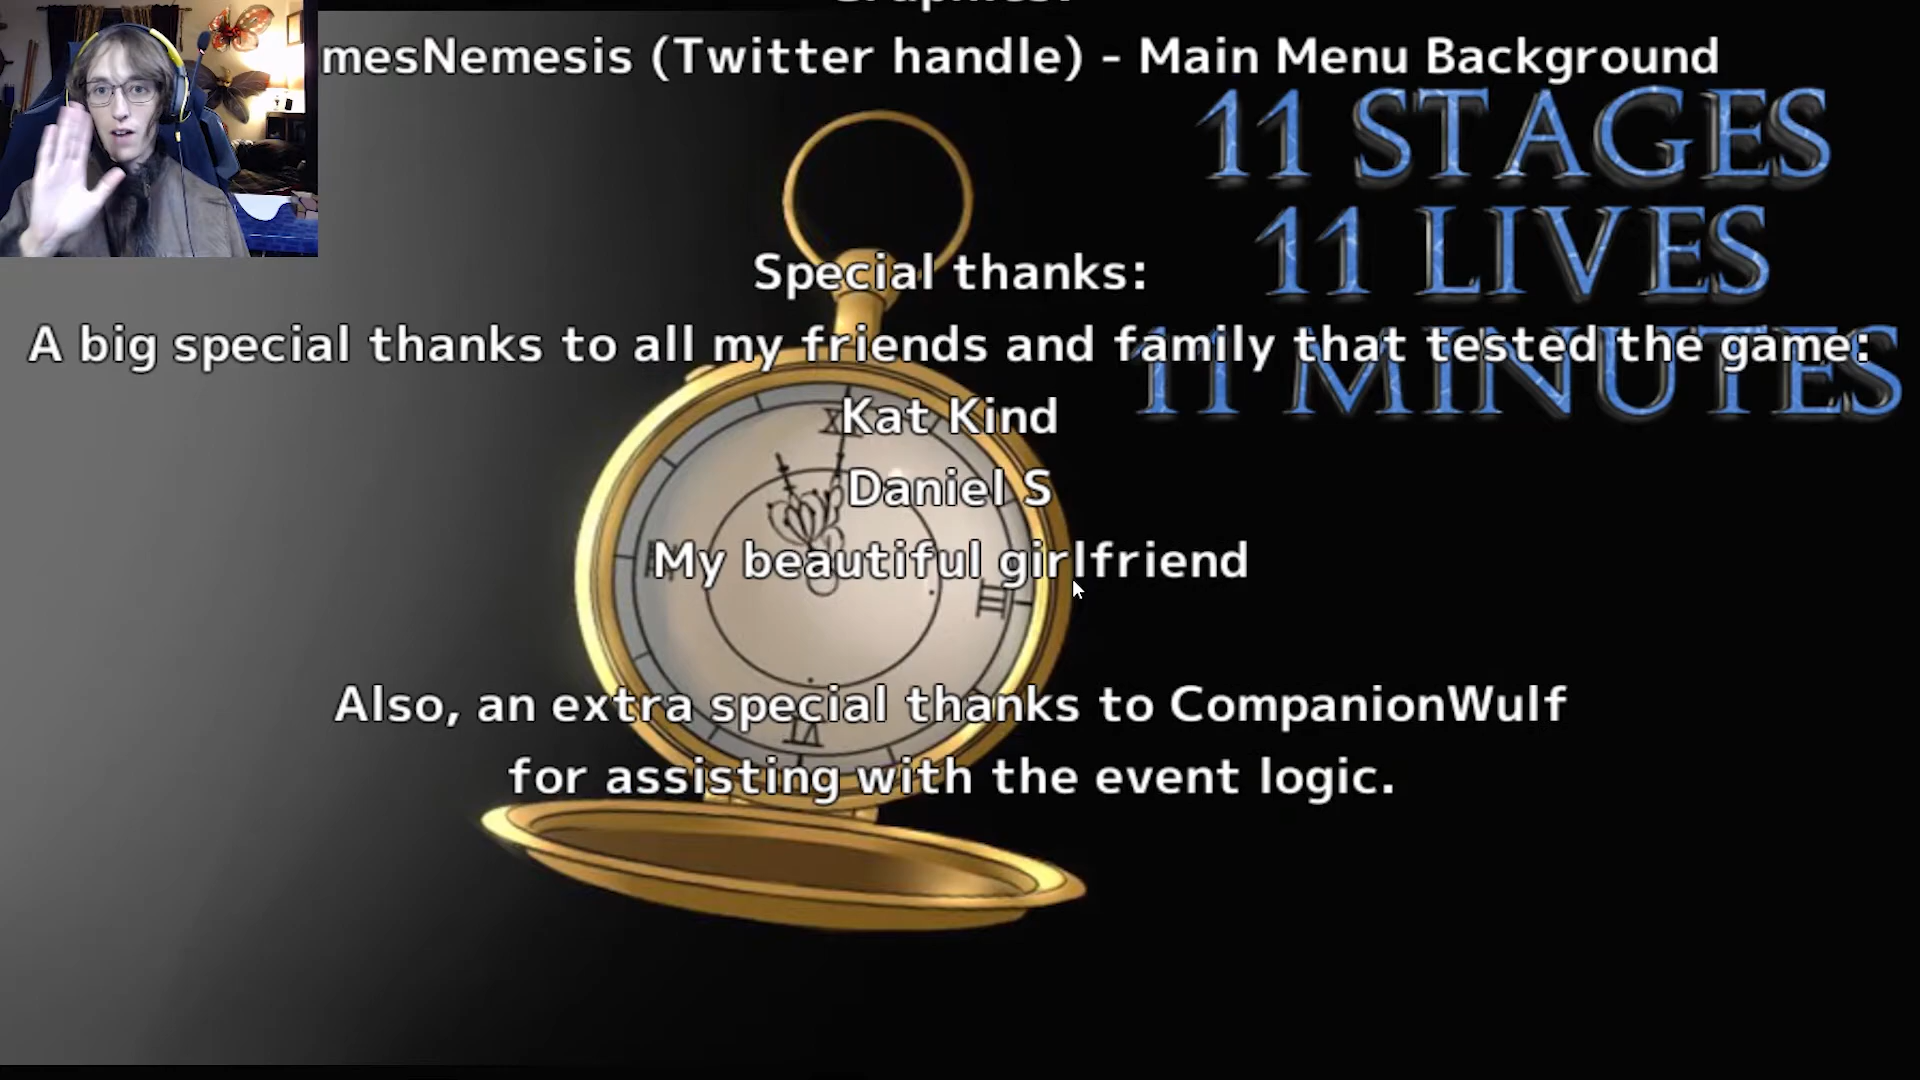 mesNemesis (Twitter handle) - Main Menu Background
11 STAGES
11 LIVES
11 MINUTES
Special thanks:
A big special thanks to all my friends and family that tested the game:
Kat Kind
Daniel S
My beautiful girlfriend
Also, an extra special thanks to CompanionWulf
for assisting with the event logic.
III
VI